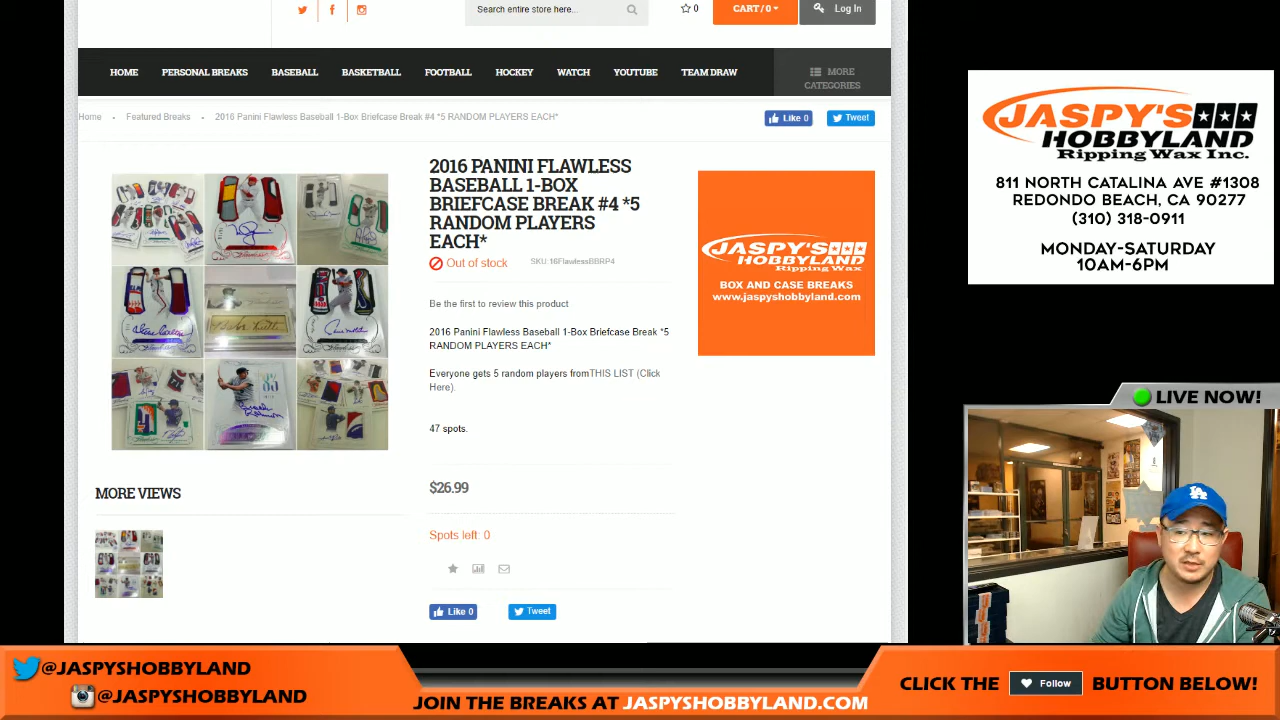 Search entire store here...
0
CART / 0
Log In
HOME
PERSONAL BREAKS
BASEBALL
BASKETBALL
FOOTBALL
HOCKEY
WATCH
YOUTUBE
TEAM DRAW
MORE
CATEGORIES
Home
Featured Breaks
2016 Panini Flawless Baseball 1-Box Briefcase Break #4 *5 RANDOM PLAYERS EACH*
Like 0
Tweet
2016 PANINI FLAWLESS
BASEBALL 1-BOX
BRIEFCASE BREAK #4 *5
RANDOM PLAYERS
EACH*
Out of stock
SKU:16FlawlessBBRP4
Be the first to review this product
2016 Panini Flawless Baseball 1-Box Briefcase Break *5
RANDOM PLAYERS EACH*
Everyone gets 5 random players fromTHIS LIST (Click
Here).
47 spots.
$26.99
Spots left: 0
Like 0
Tweet
MORE VIEWS
JASPY'S
HOBBYLAND
Ripping Wax
BOX AND CASE BREAKS
www.jaspyshobbyland.com
JASPY'S
HOBBYLAND
Ripping Wax Inc.
811 NORTH CATALINA AVE #1308
REDONDO BEACH, CA 90277
(310) 318-0911
MONDAY-SATURDAY
10AM-6PM
LIVE NOW!
LA
@JASPYSHOBBYLAND
@JASPYSHOBBYLAND
JOIN THE BREAKS AT JASPYSHOBBYLAND.COM
CLICK THE
Follow
BUTTON BELOW!